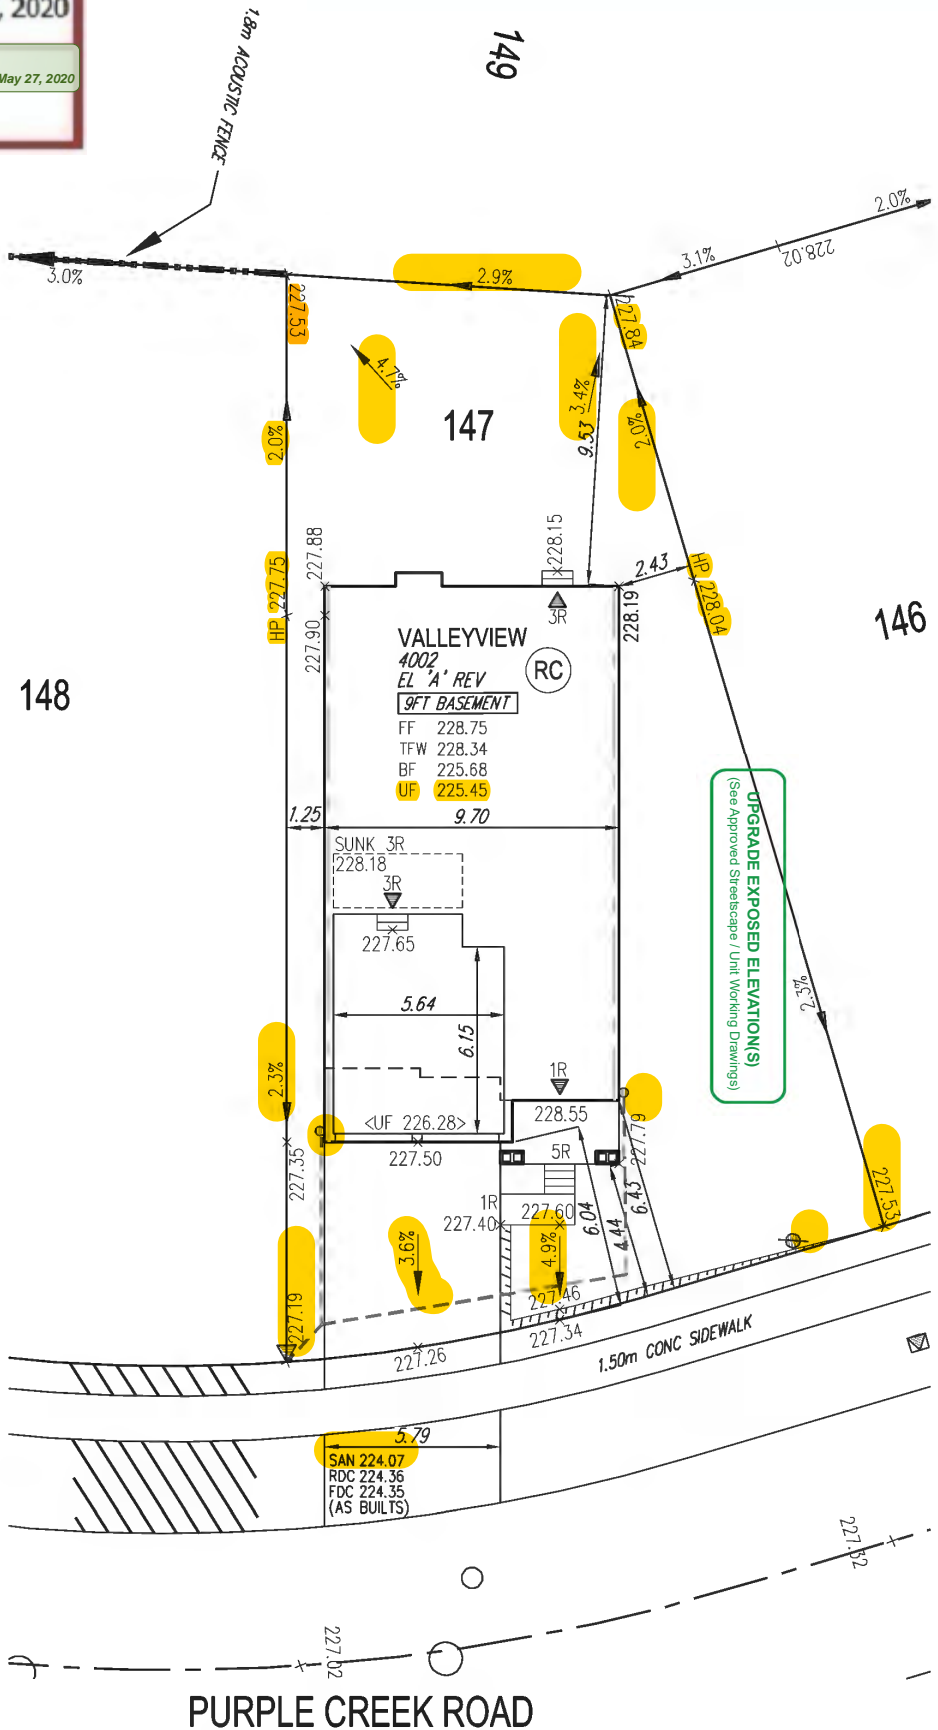 , 2020
May 27, 2020
1.8m ACOUSTIC FENCE
149
2.0%
3.1%
228.02
3.0%
2.9%
227.53
227.84
4.7%
3.4%
147
2.0%
9.53
2.0%
228.15
227.88
2.43
HP
227.75
228.04
3R
228.19
HP
227.90
146
VALLEYVIEW
4002
EL 'A' REV
RC
9FT BASEMENT
148
FF 228.75
TFW 228.34
BF 225.68
UF 225.45
UPGRADE EXPOSED ELEVATION(S)
(See Approved Streetscape / Unit Working Drawings)
1.25
9.70
SUNK 3R
228.18
3R
227.65
2.3%
5.64
6.15
2.3%
1R
<UF 226.28>
228.55
227.79
227.35
227.50
5R
227.53
1R
227.40
227.60
6.04
4.44
6.43
3.6%
4.9%
227.19
227.46
227.34
227.26
1.50m CONC SIDEWALK
5.79
SAN 224.07
RDC 224.36
FDC 224.35
(AS BUILTS)
227.32
227.02
PURPLE CREEK ROAD